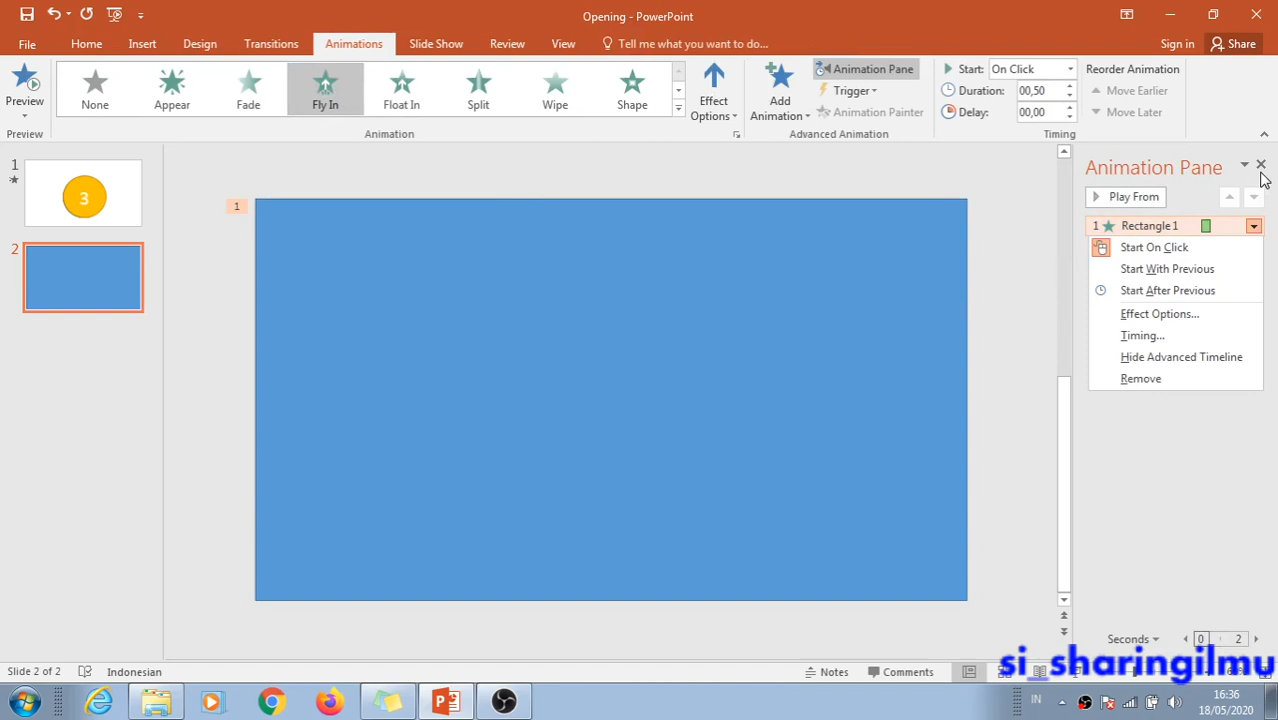 Opening - PowerPoint
File Home Insert Design Transitions Animations Slide Show Review View Tell me what you want to do... Sign in Share
Preview
None Appear Fade Fly In Float In Split Wipe Shape
Effect Options
Add Animation
Animation Pane
Trigger
Animation Painter
Start: On Click
Duration: 00,50
Delay: 00,00
Reorder Animation
Move Earlier
Move Later
Preview Animation Advanced Animation Timing
1
3
2
1
Animation Pane
Play From
1 Rectangle 1
Start On Click
Start With Previous
Start After Previous
Effect Options...
Timing...
Hide Advanced Timeline
Remove
Seconds 0 2
si_sharingilmu
Slide 2 of 2 Indonesian Notes Comments
IN 16:36
18/05/2020